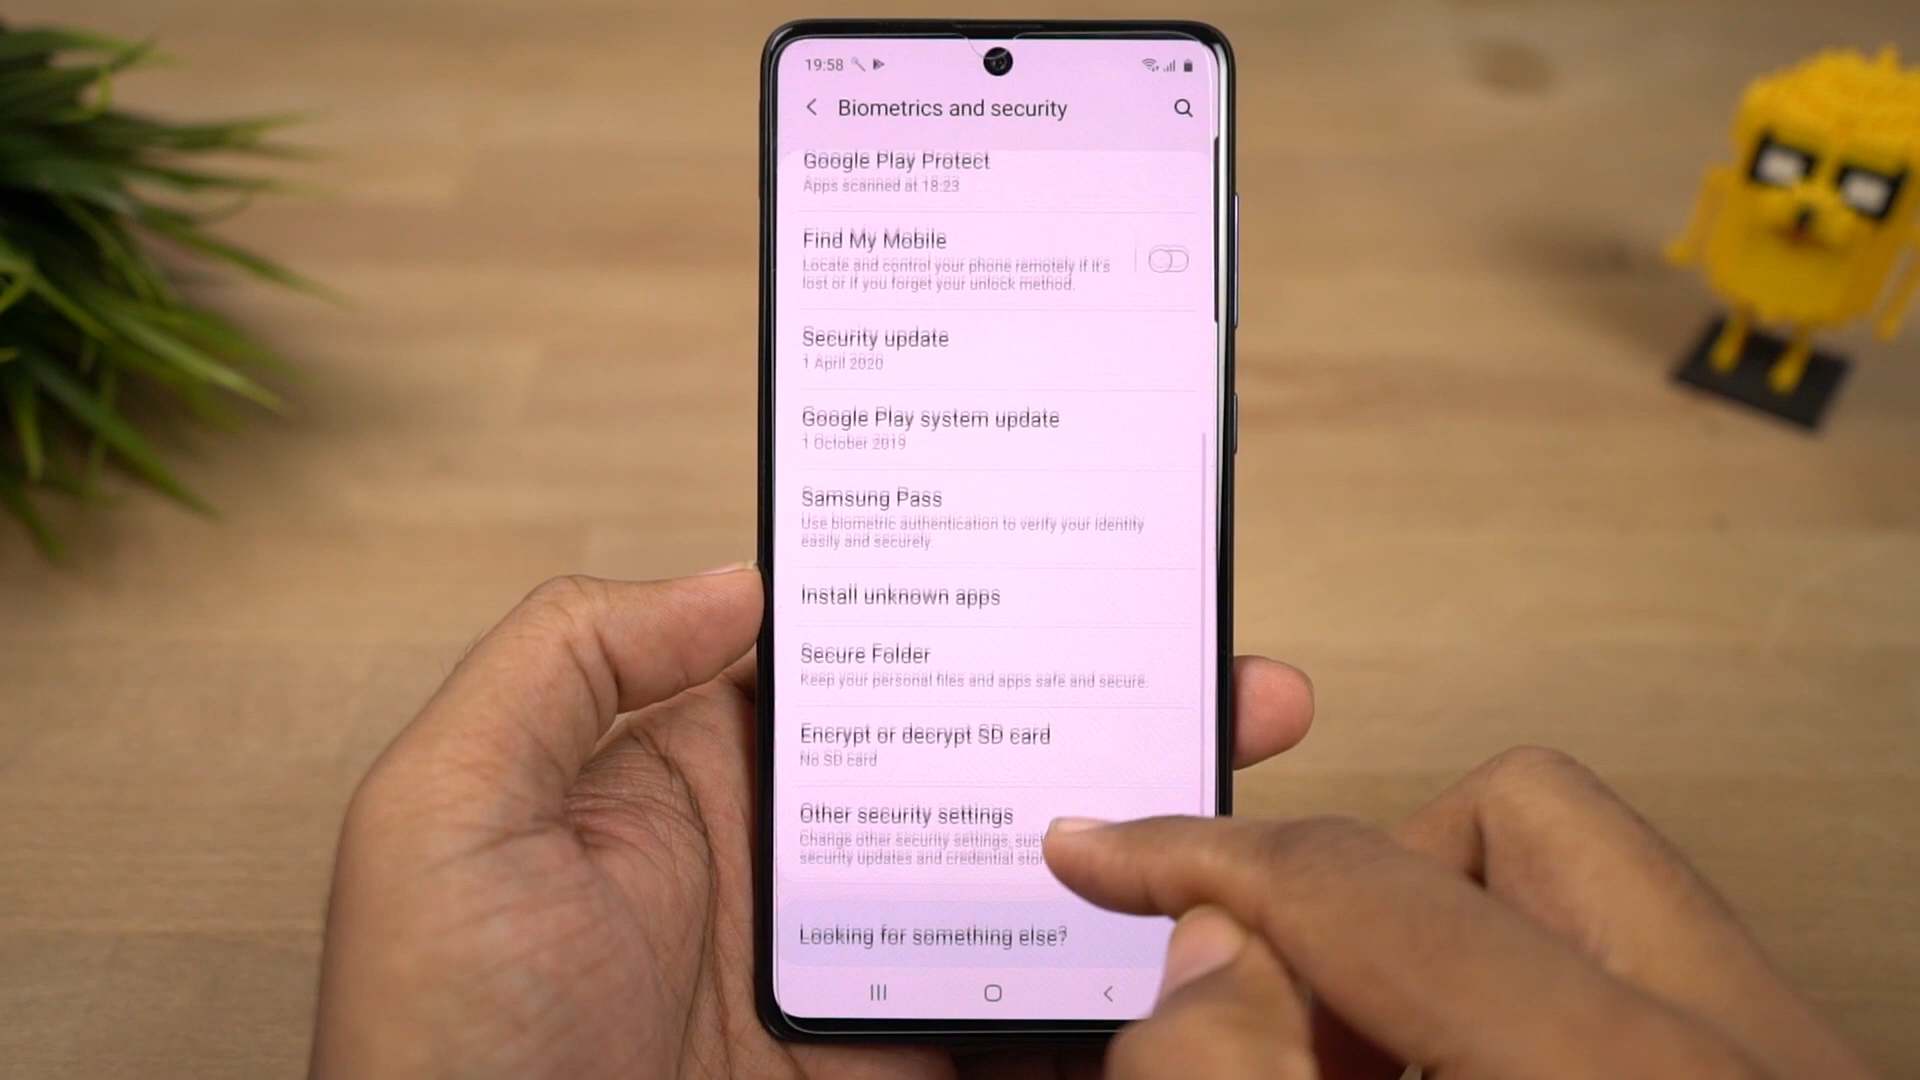 19:58
Biometrics and security
Google Play Protect
Apps scanned at 18:23
Find My Mobile
Locate and control your phone remotely if it's
lost or if you forget your unlock method.
Security update
1 April 2020
Google Play system update
1 October 2019
Samsung Pass
Use biometric authentication to verify your identity
easily and securely.
Install unknown apps
Secure Folder
Keep your personal files and apps safe and secure.
Encrypt or decrypt SD card
No SD card
Other security settings
Change other security settings, suc
security updates and credential stor
Looking for something else?